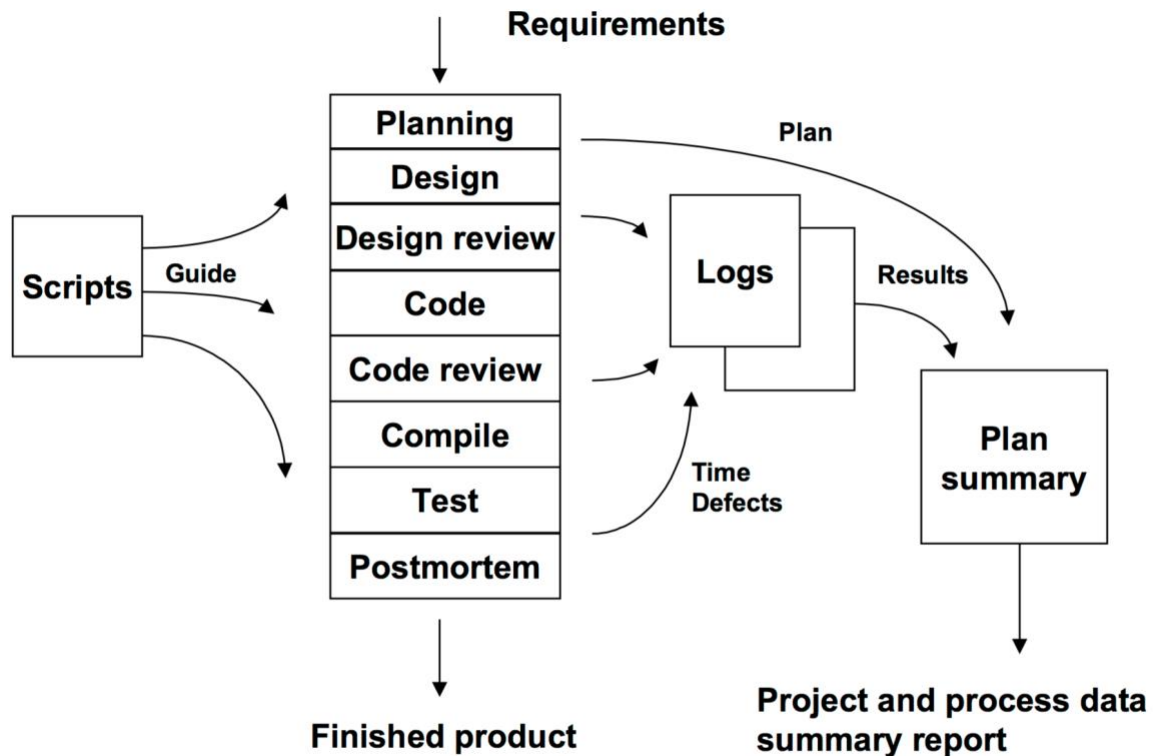 Requirements
Planning
Plan
Design
Design review
Scripts
Guide
Logs
Results
Code
Code review
Compile
Test
Postmortem
Time
Defects
Plan
summary
Finished product
Project and process data
summary report